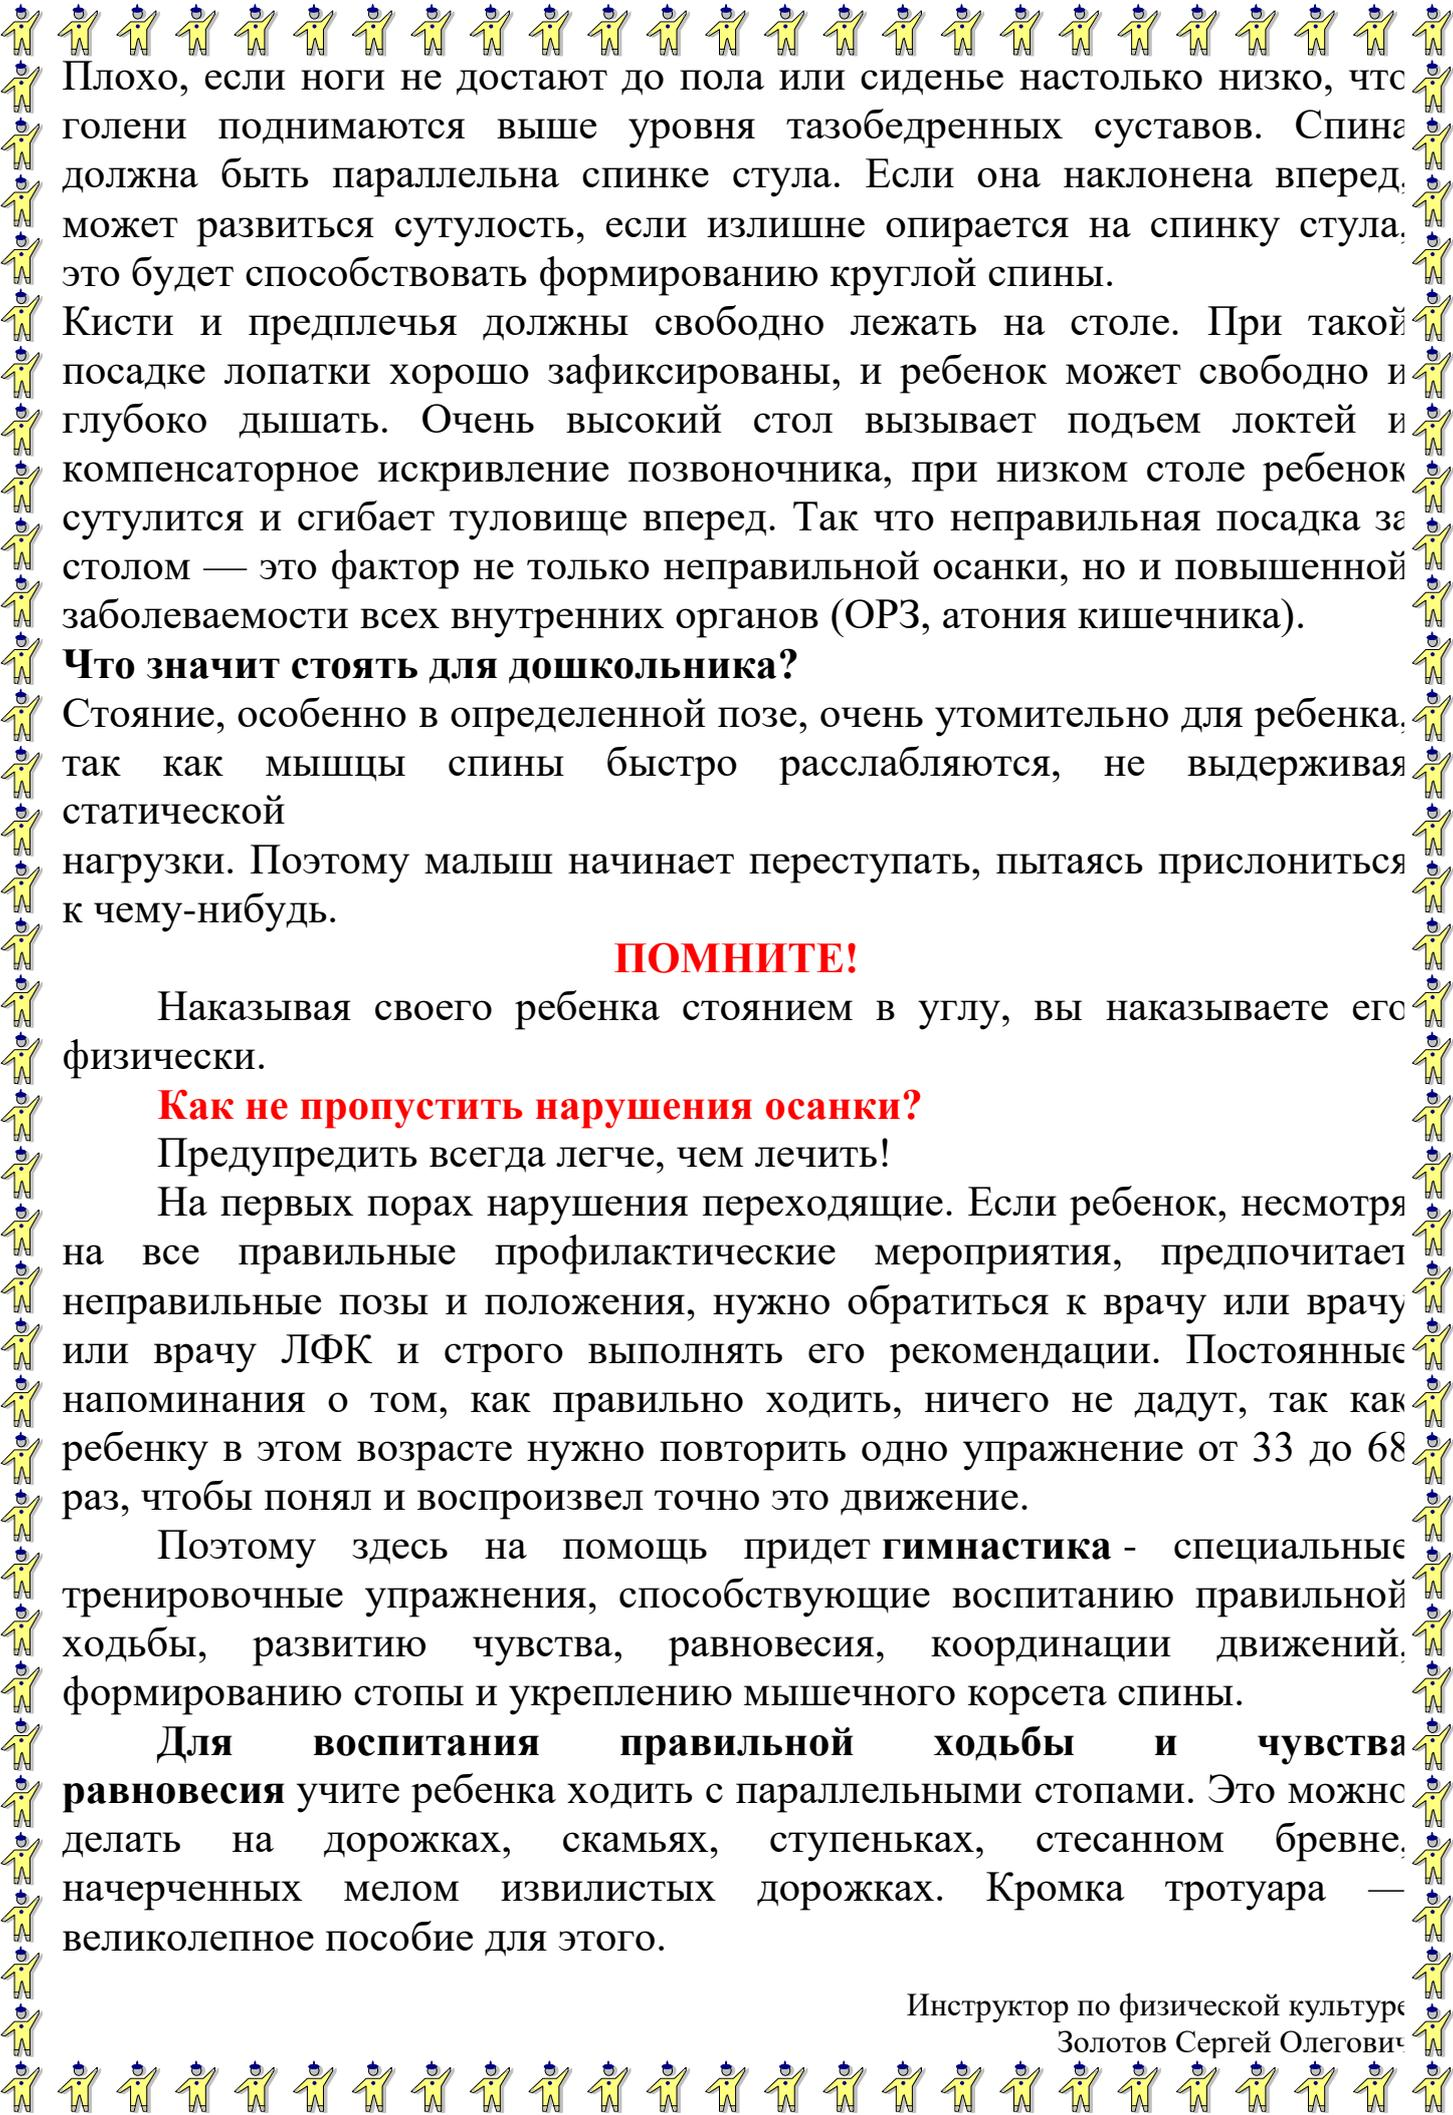 Плохо, если ноги не достают до пола или сиденье настолько низко, что
голени поднимаются выше уровня тазобедренных суставов. Спина
должна быть параллельна спинке стула. Если она наклонена вперед,
может развиться сутулость, если излишне опирается на спинку стула,
это будет способствовать формированию круглой спины.
Кисти и предплечья должны свободно лежать на столе. При такой
посадке лопатки хорошо зафиксированы, и ребенок может свободно и
глубоко дышать. Очень высокий стол вызывает подъем локтей и
компенсаторное искривление позвоночника, при низком столе ребенок
сутулится и сгибает туловище вперед. Так что неправильная посадка за
столом — это фактор не только неправильной осанки, но и повышенной
заболеваемости всех внутренних органов (ОРЗ, атония кишечника).
Что значит стоять для дошкольника?
Стояние, особенно в определенной позе, очень утомительно для ребенка,
так как мышцы спины быстро расслабляются, не выдерживая
статической
нагрузки. Поэтому малыш начинает переступать, пытаясь прислониться
к чему-нибудь.
ПОМНИТЕ!
Наказывая своего ребенка стоянием в углу, вы наказываете его
физически.
Как не пропустить нарушения осанки?
Предупредить всегда легче, чем лечить!
На первых порах нарушения переходящие. Если ребенок, несмотря
на все правильные профилактические мероприятия, предпочитает
неправильные позы и положения, нужно обратиться к врачу или врачу
или врачу ЛФК и строго выполнять его рекомендации. Постоянные
напоминания о том, как правильно ходить, ничего не дадут, так как
ребенку в этом возрасте нужно повторить одно упражнение от 33 до 68
раз, чтобы понял и воспроизвел точно это движение.
Поэтому здесь на помощь придет гимнастика - специальные
тренировочные упражнения, способствующие воспитанию правильной
ходьбы, развитию чувства, равновесия, координации движений,
формированию стопы и укреплению мышечного корсета спины.
Для воспитания правильной ходьбы и чувства
равновесия учите ребенка ходить с параллельными стопами. Это можно
делать на дорожках, скамьях, ступеньках, стесанном бревне,
начерченных мелом извилистых дорожках. Кромка тротуара —
великолепное пособие для этого.
Инструктор по физической культуре
Золотов Сергей Олегович